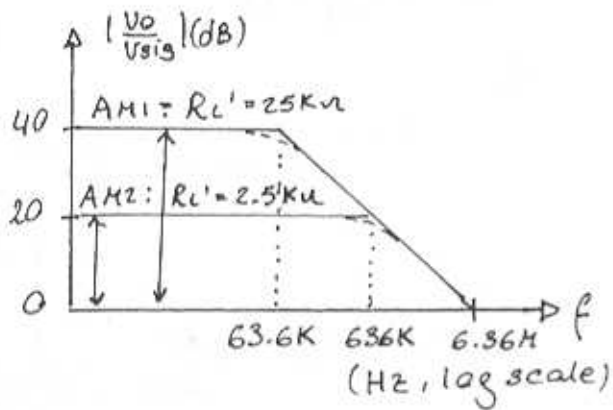 |Vo/Vsig|(dB)
AM1: RL' = 25KΩ
40
AM2: RL' = 2.5KΩ
20
0
63.6K 636K 6.36M f
(Hz, log scale)